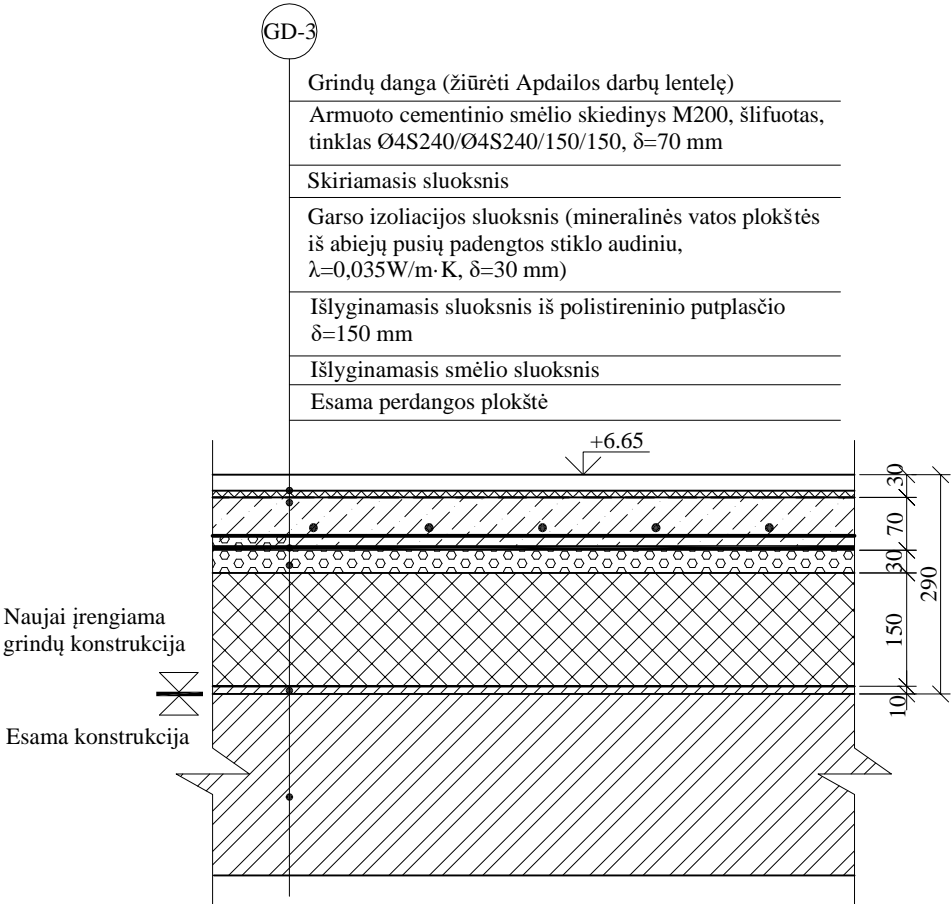 GD-3
Grindų danga (žiūrėti Apdailos darbų lentelę)
Armuoto cementinio smėlio skiedinys M200, šlifuotas,
tinklas Ø4S240/Ø4S240/150/150, δ=70 mm
Skiriamasis sluoksnis
Garso izoliacijos sluoksnis (mineralinės vatos plokštės
iš abiejų pusių padengtos stiklo audiniu,
λ=0,035W/m·K, δ=30 mm)
Išlyginamasis sluoksnis iš polistireninio putplasčio
δ=150 mm
Išlyginamasis smėlio sluoksnis
Esama perdangos plokštė
+6.65
30
70
30
290
150
10
Naujai įrengiama
grindų konstrukcija
Esama konstrukcija